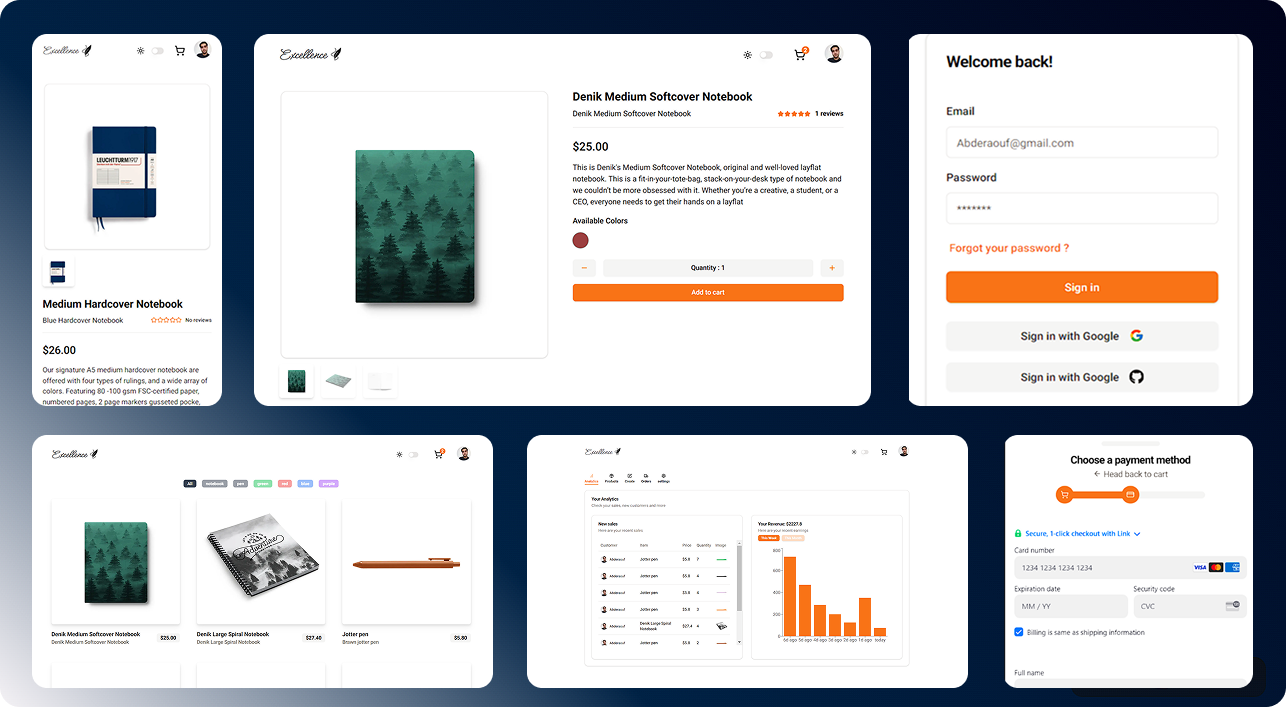 Excellence
LEUCHTTURM1917
Medium Hardcover Notebook
Blue Hardcover Notebook
No reviews
$26.00
Our signature A5 medium hardcover notebook are
offered with four types of rulings, and a wide array of
colors. Featuring 80 -100 gsm FSC-certified paper,
numbered pages, 2 page markers gusseted pocke,
Excellence
Denik Medium Softcover Notebook
Denik Medium Softcover Notebook
1 reviews
$25.00
This is Denik's Medium Softcover Notebook, original and well-loved layflat
notebook. This is a fit-in-your-tote-bag, stack-on-your-desk type of notebook and
we couldn't be more obsessed with it. Whether you're a creative, a student, or a
CEO, everyone needs to get their hands on a layflat
Available Colors
Quantity : 1
Add to cart
Welcome back!
Email
Abderaouf@gmail.com
Password
*******
Forgot your password ?
Sign in
Sign in with Google
Sign in with Google
Excellence
All notebook pen green red blue purple
Adventure
Denik Medium Softcover Notebook
Denik Medium Softcover Notebook
$25.00
Denik Large Spiral Notebook
Denik Large Spiral Notebook
$27.40
Jotter pen
Brown jotter pen
$5.80
Excellence
Analytics Products Create Orders settings
Your Analytics
Check your sales, new customers and more
New sales
Here are your recent sales
Customer Item Price Quantity Image
Abderaouf Jotter pen $5.8 7
Abderaouf Jotter pen $5.8 4
Abderaouf Jotter pen $5.8 4
Abderaouf Jotter pen $5.8 3
Abderaouf Denik Large Spiral Notebook $27.4 4
Abderaouf Jotter pen $5.8 2
Your Revenue: $2227.8
Here are your recent earnings
This Week
800
600
400
200
0
6d ago 5d ago 4d ago 3d ago 2d ago 1d ago today
Choose a payment method
Head back to cart
Secure, 1-click checkout with Link
Card number
1234 1234 1234 1234
VISA
Expiration date
Security code
MM / YY
CVC
Billing is same as shipping information
Full name